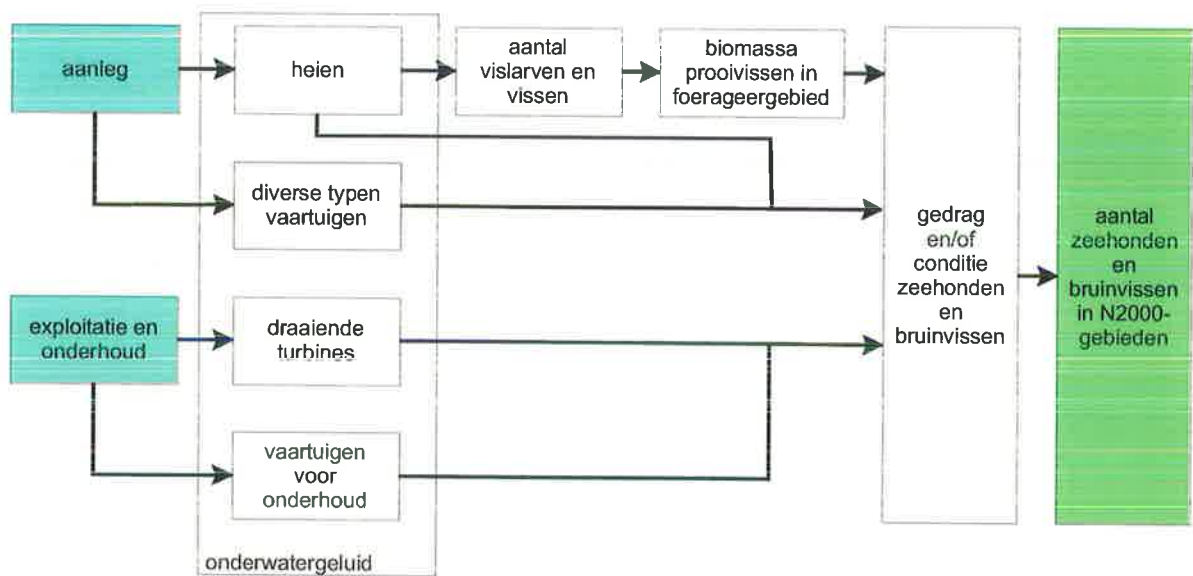 aanleg
heien
aantal
vislarven en
vissen
biomassa
prooivissen in
foerageergebied
diverse typen
vaartuigen
exploitatie en
onderhoud
draaiende
turbines
vaartuigen
voor
onderhoud
onderwatergeluid
gedrag
en/of
conditie
zeehonden
en
bruinvissen
aantal
zeehonden
en
bruinvissen
in N2000-
gebieden